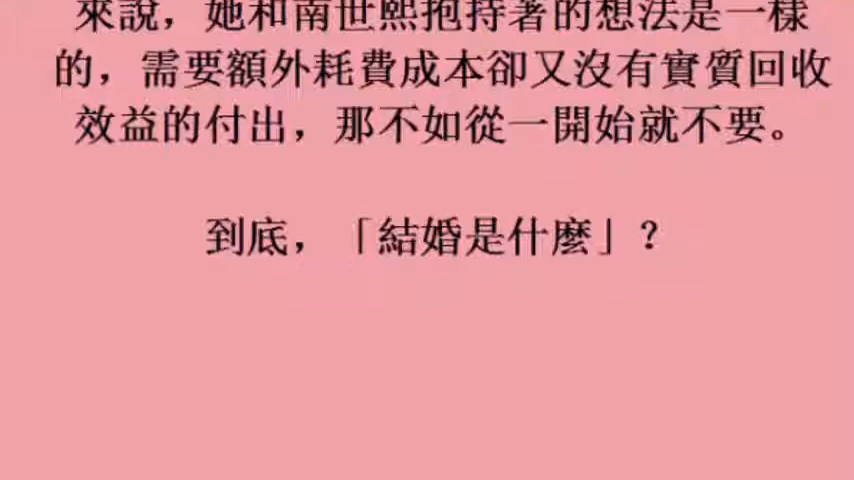 來說，她和南世熙抱持著的想法是一樣
的，需要額外耗費成本卻又沒有實質回收
效益的付出，那不如從一開始就不要。
到底，「結婚是什麼」？